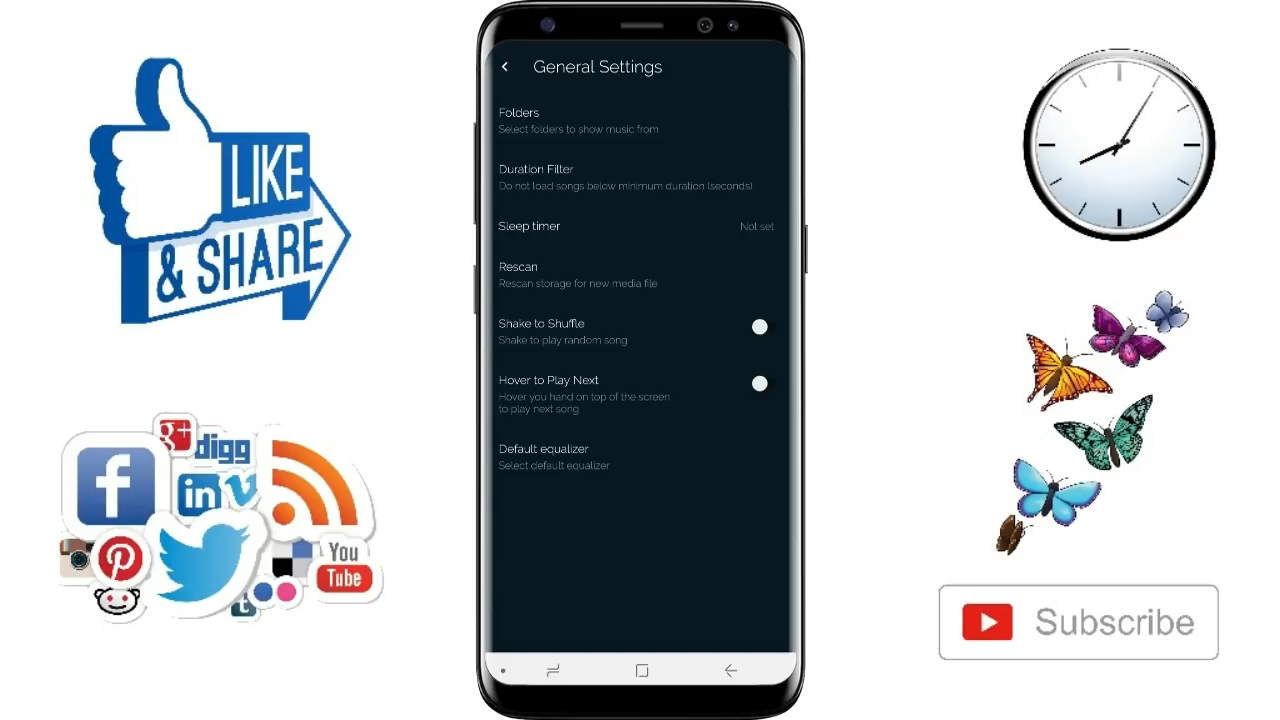 LIKE
& SHARE
g+
digg
f
in
You
Tube
t
General Settings
Folders
Select folders to show music from
Duration Filter
Do not load songs below minimum duration (seconds)
Sleep timer
Not set
Rescan
Rescan storage for new media file
Shake to Shuffle
Shake to play random song
Hover to Play Next
Hover you hand on top of the screen
to play next song
Default equalizer
Select default equalizer
Subscribe